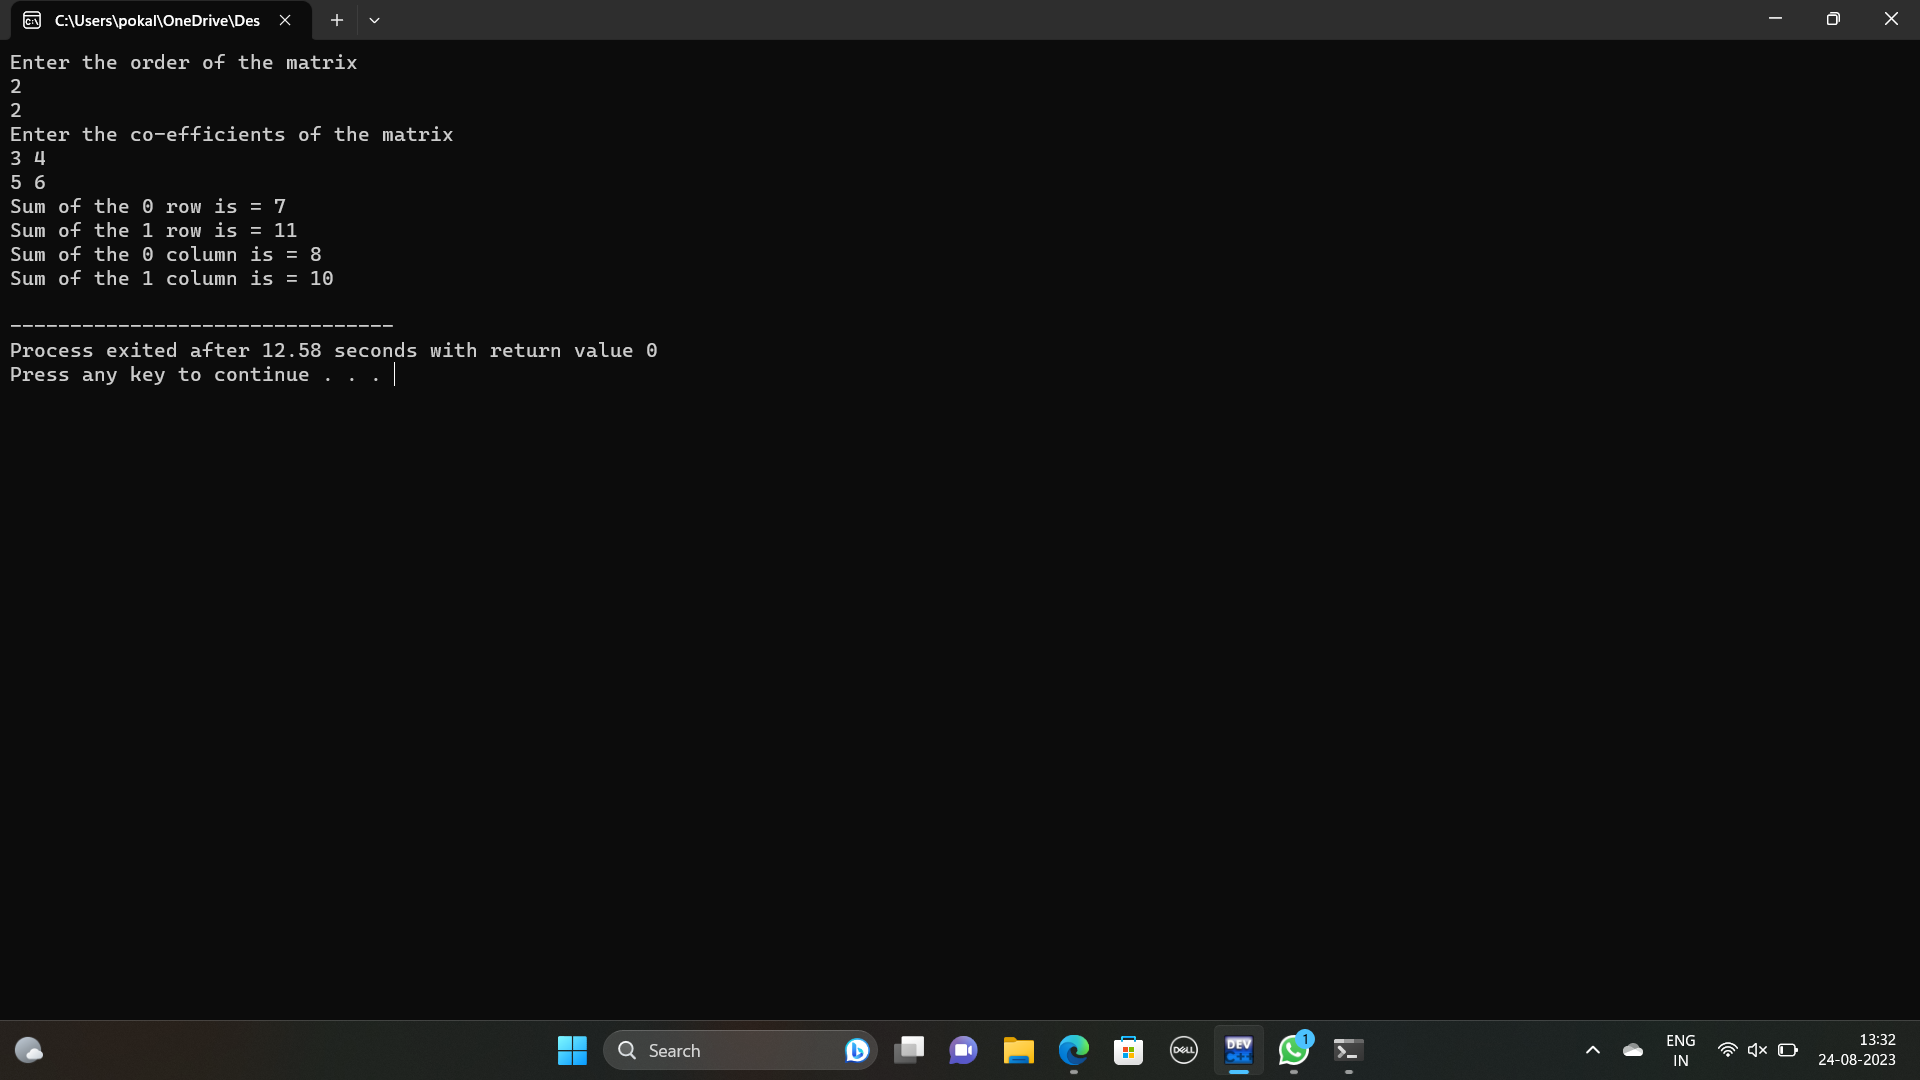 C:\Users\pokal\OneDrive\Des
Enter the order of the matrix
2
2
Enter the co-efficients of the matrix
3 4
5 6
Sum of the 0 row is = 7
Sum of the 1 row is = 11
Sum of the 0 column is = 8
Sum of the 1 column is = 10
--------------------------------
Process exited after 12.58 seconds with return value 0
Press any key to continue . . .
Search
DELL
DEV
C++
1
ENG
IN
13:32
24-08-2023